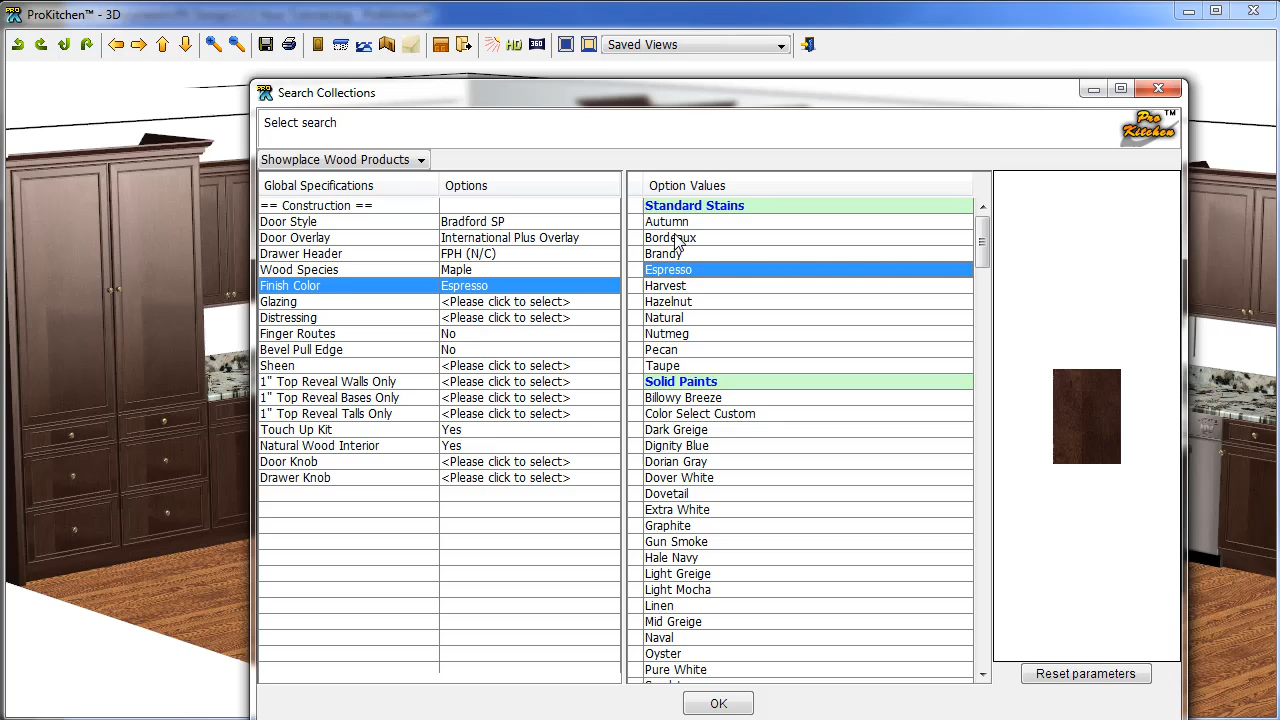 ProKitchen™ - 3D
HD
360
Saved Views
Search Collections
Select search
Pro Kitchen™
Showplace Wood Products
Global Specifications Options
== Construction ==
Door Style Bradford SP
Door Overlay International Plus Overlay
Drawer Header FPH (N/C)
Wood Species Maple
Finish Color Espresso
Glazing <Please click to select>
Distressing <Please click to select>
Finger Routes No
Bevel Pull Edge No
Sheen <Please click to select>
1" Top Reveal Walls Only <Please click to select>
1" Top Reveal Bases Only <Please click to select>
1" Top Reveal Talls Only <Please click to select>
Touch Up Kit Yes
Natural Wood Interior Yes
Door Knob <Please click to select>
Drawer Knob <Please click to select>
Option Values
Standard Stains
Autumn
Bordeaux
Brandy
Espresso
Harvest
Hazelnut
Natural
Nutmeg
Pecan
Taupe
Solid Paints
Billowy Breeze
Color Select Custom
Dark Greige
Dignity Blue
Dorian Gray
Dover White
Dovetail
Extra White
Graphite
Gun Smoke
Hale Navy
Light Greige
Light Mocha
Linen
Mid Greige
Naval
Oyster
Pure White
Reset parameters
OK